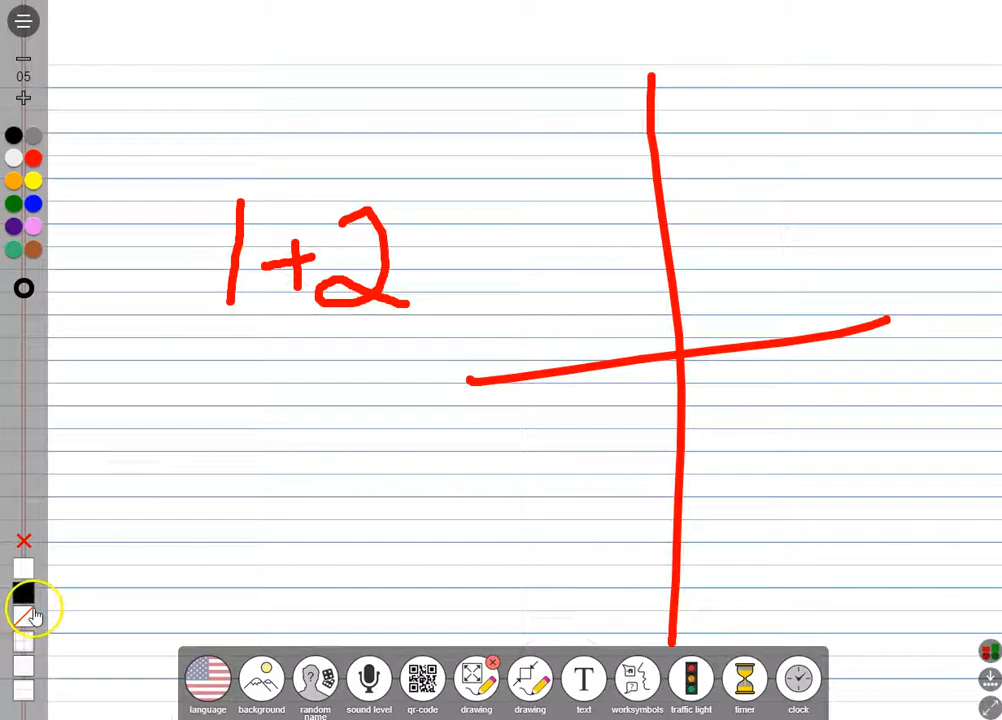 05
1+2
language
background
random
name
sound level
qr-code
drawing
drawing
text
worksymbols
traffic light
timer
clock